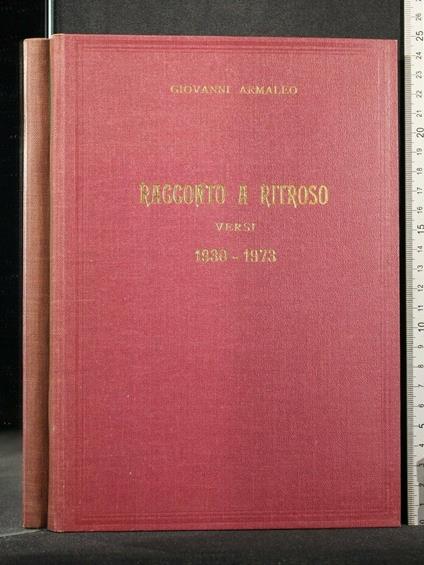 GIOVANNI ARMALEO
RACCONTO A RITROSO
VERSI
1930 - 1973